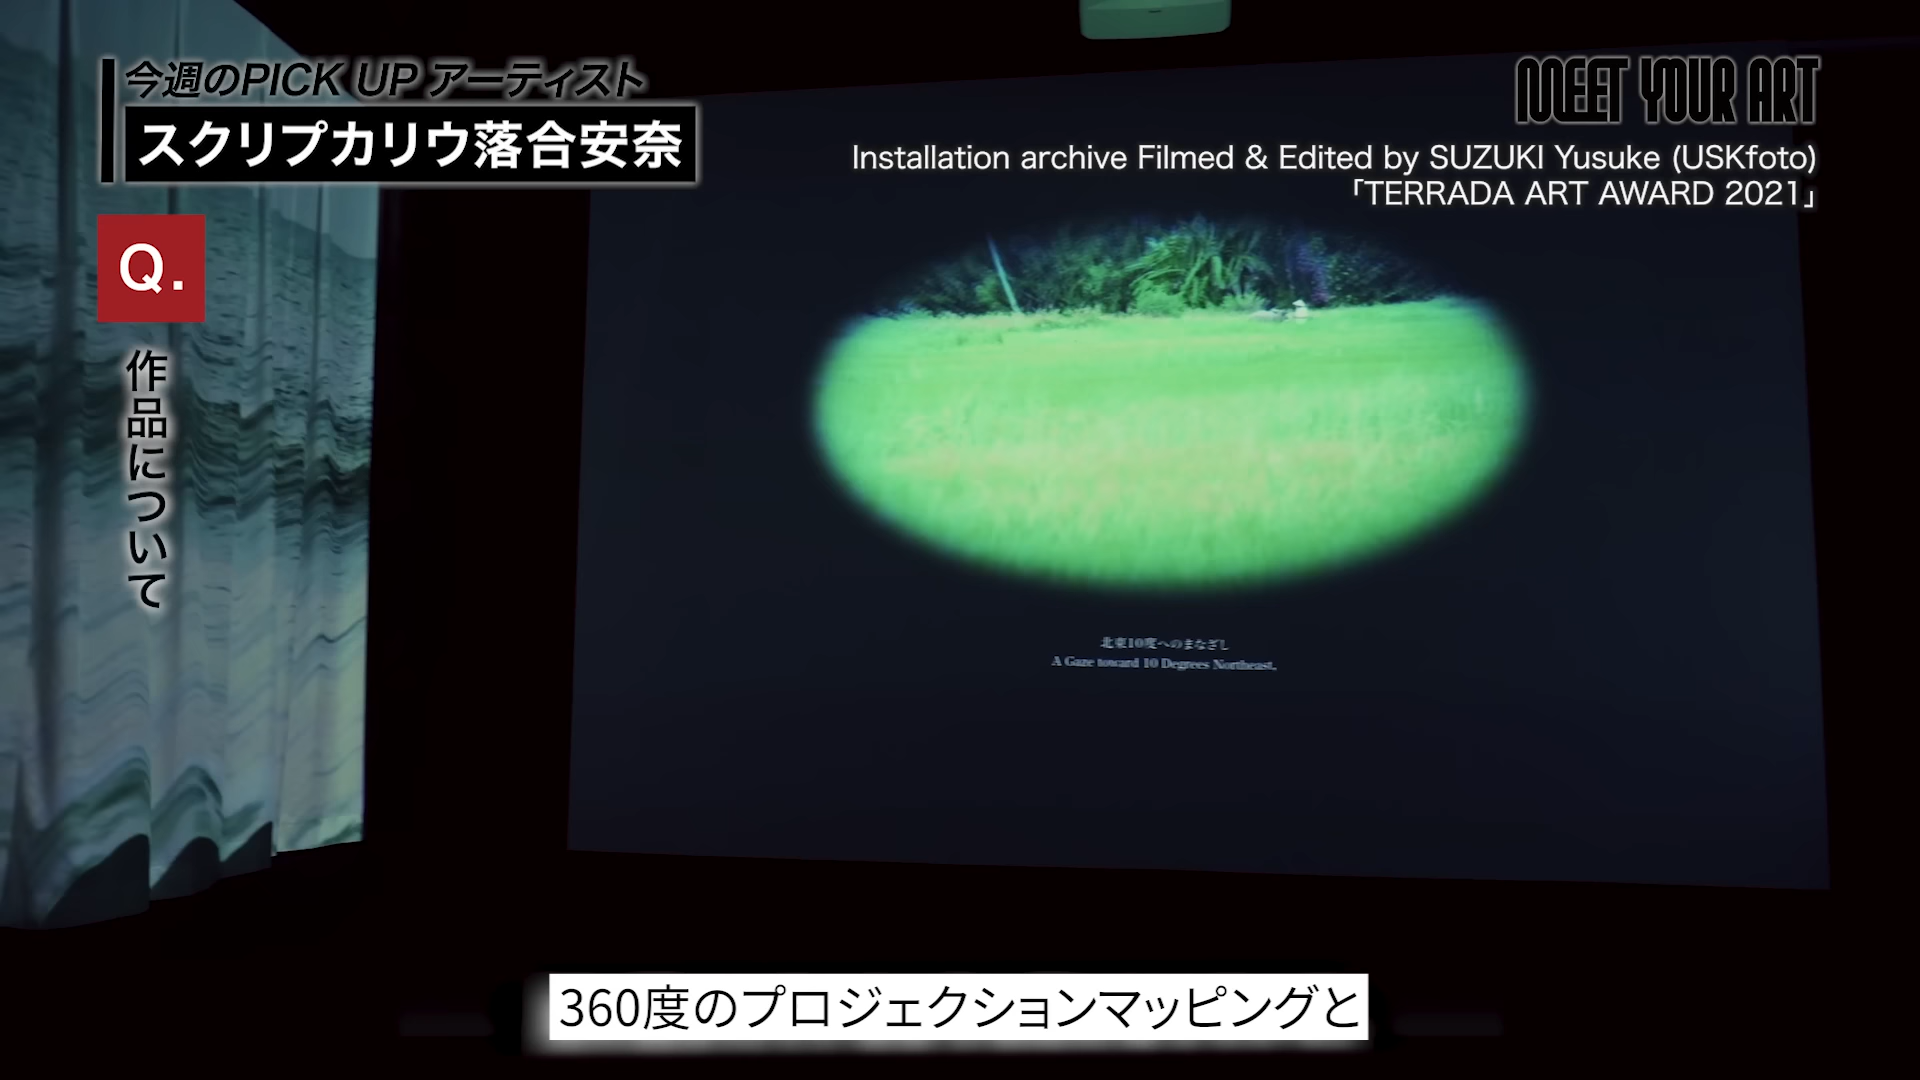 今週のPICK UP アーティスト
スクリプカリウ落合安奈
MEET YOUR ART
Installation archive Filmed & Edited by SUZUKI Yusuke (USKfoto)
「TERRADA ART AWARD 2021」
Q.
作品について
北東10度へのまなざし
A Gaze toward 10 Degrees Northeast.
360度のプロジェクションマッピングと